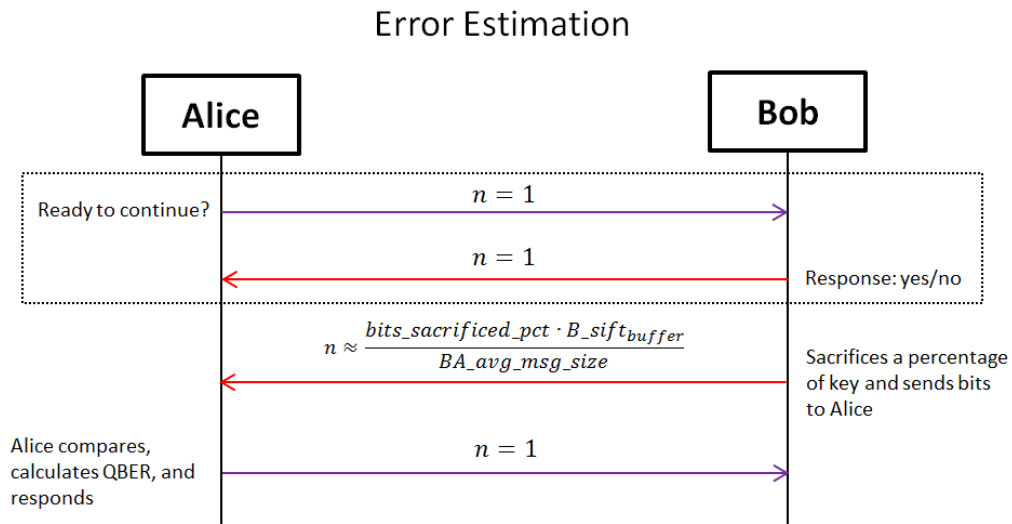 Error Estimation
Alice
Bob
Ready to continue?
n = 1
n = 1
Response: yes/no
n ≈ bits_sacrificed_pct · B_sift_buffer
BA_avg_msg_size
Sacrifices a percentage
of key and sends bits
to Alice
Alice compares,
calculates QBER, and
responds
n = 1